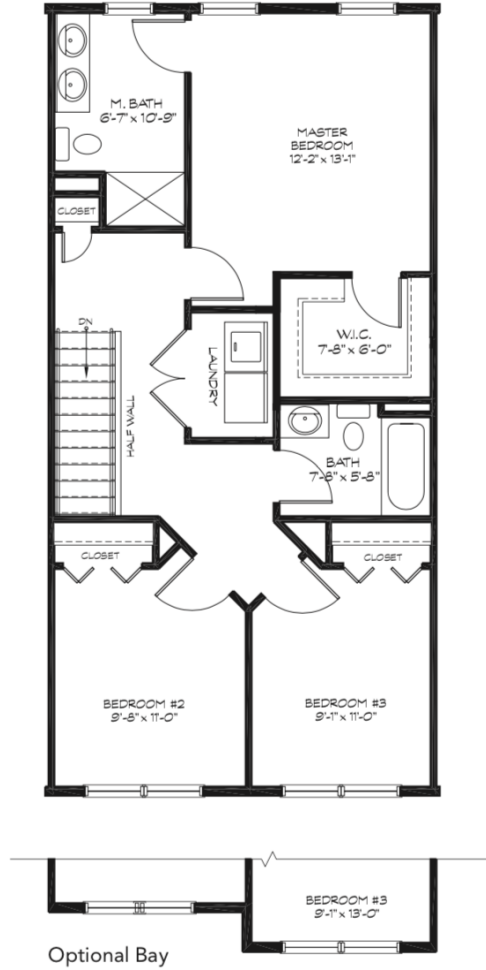 M. BATH
6'-7" x 10'-9"
MASTER
BEDROOM
12'-2" x 13'-1"
CLOSET
DN
HALF WALL
LAUNDRY
W.I.C.
7'-8" x 6'-0"
BATH
7'-8" x 5'-8"
CLOSET
CLOSET
BEDROOM #2
9'-8" x 11'-0"
BEDROOM #3
9'-1" x 11'-0"
BEDROOM #3
9'-1" x 13'-0"
Optional Bay